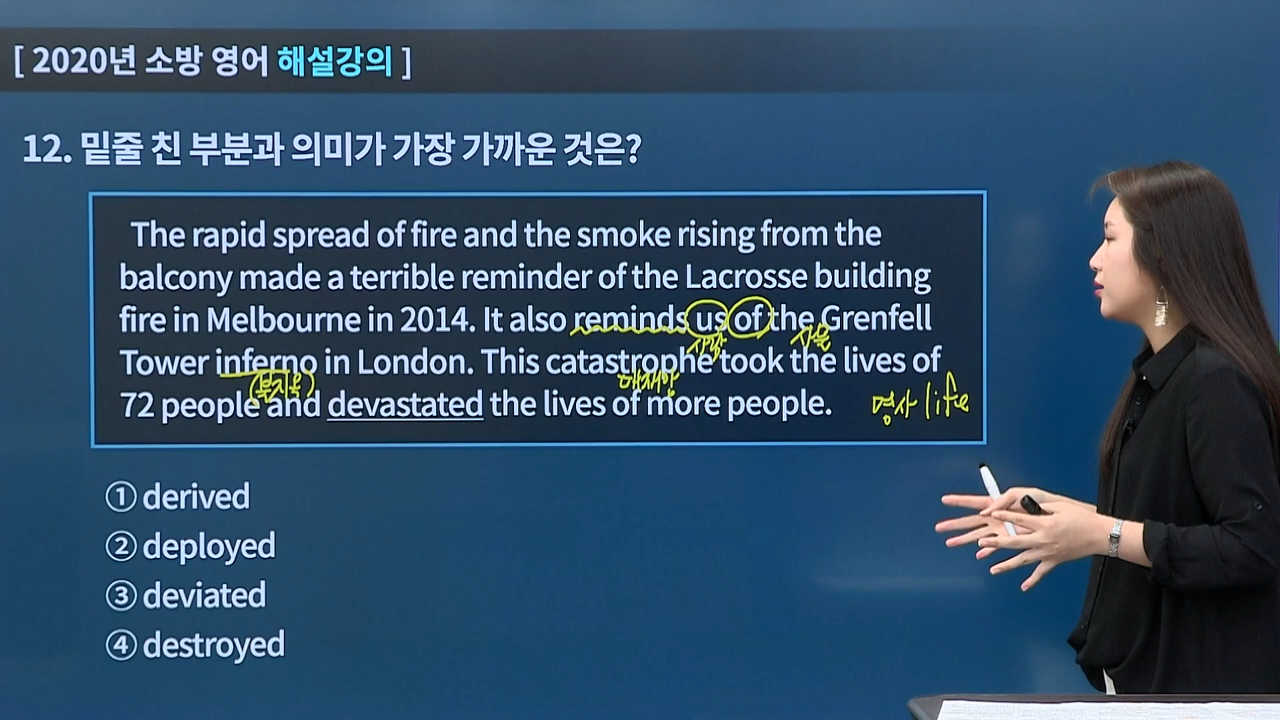 [ 2020년 소방 영어 해설강의 ]
12. 밑줄 친 부분과 의미가 가장 가까운 것은?
The rapid spread of fire and the smoke rising from the
balcony made a terrible reminder of the Lacrosse building
fire in Melbourne in 2014. It also reminds us of the Grenfell
사람 사물
Tower inferno in London. This catastrophe took the lives of
(불지옥) 대재앙
72 people and devastated the lives of more people.
명사 life
① derived
② deployed
③ deviated
④ destroyed